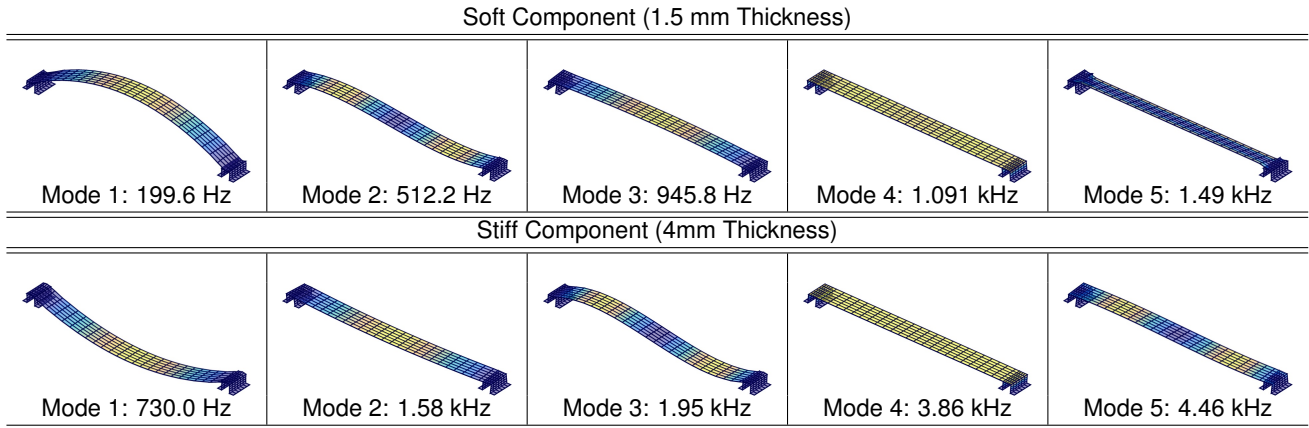 Soft Component (1.5 mm Thickness)
Mode 1: 199.6 Hz Mode 2: 512.2 Hz Mode 3: 945.8 Hz Mode 4: 1.091 kHz Mode 5: 1.49 kHz
Stiff Component (4mm Thickness)
Mode 1: 730.0 Hz Mode 2: 1.58 kHz Mode 3: 1.95 kHz Mode 4: 3.86 kHz Mode 5: 4.46 kHz